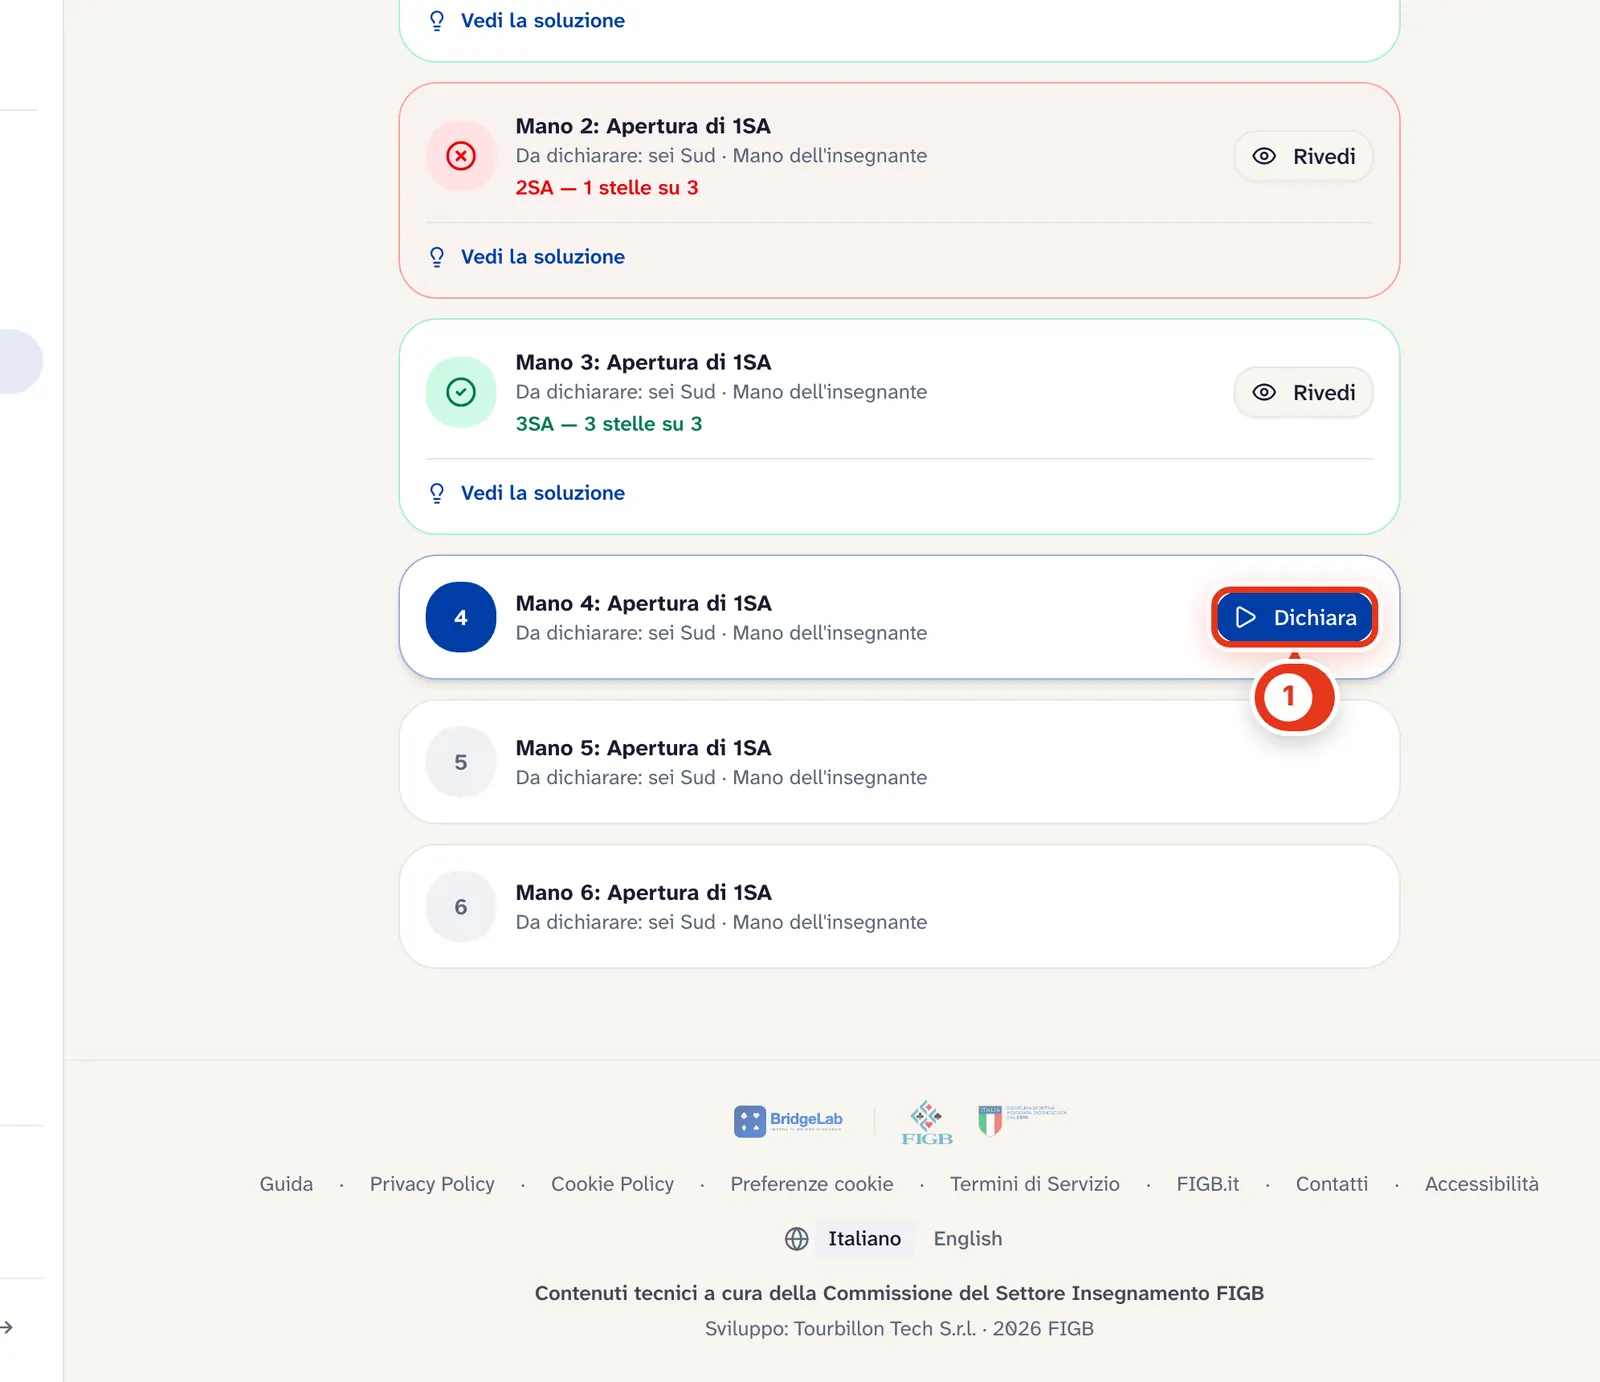 Vedi la soluzione
Mano 2: Apertura di 1SA
Da dichiarare: sei Sud · Mano dell'insegnante
2SA — 1 stelle su 3
Rivedi
Vedi la soluzione
Mano 3: Apertura di 1SA
Da dichiarare: sei Sud · Mano dell'insegnante
3SA — 3 stelle su 3
Rivedi
Vedi la soluzione
4
Mano 4: Apertura di 1SA
Da dichiarare: sei Sud · Mano dell'insegnante
Dichiara
1
5
Mano 5: Apertura di 1SA
Da dichiarare: sei Sud · Mano dell'insegnante
6
Mano 6: Apertura di 1SA
Da dichiarare: sei Sud · Mano dell'insegnante
BridgeLab
FIGB
ITALIA
Guida · Privacy Policy · Cookie Policy · Preferenze cookie · Termini di Servizio · FIGB.it · Contatti · Accessibilità
Italiano English
Contenuti tecnici a cura della Commissione del Settore Insegnamento FIGB
Sviluppo: Tourbillon Tech S.r.l. · 2026 FIGB